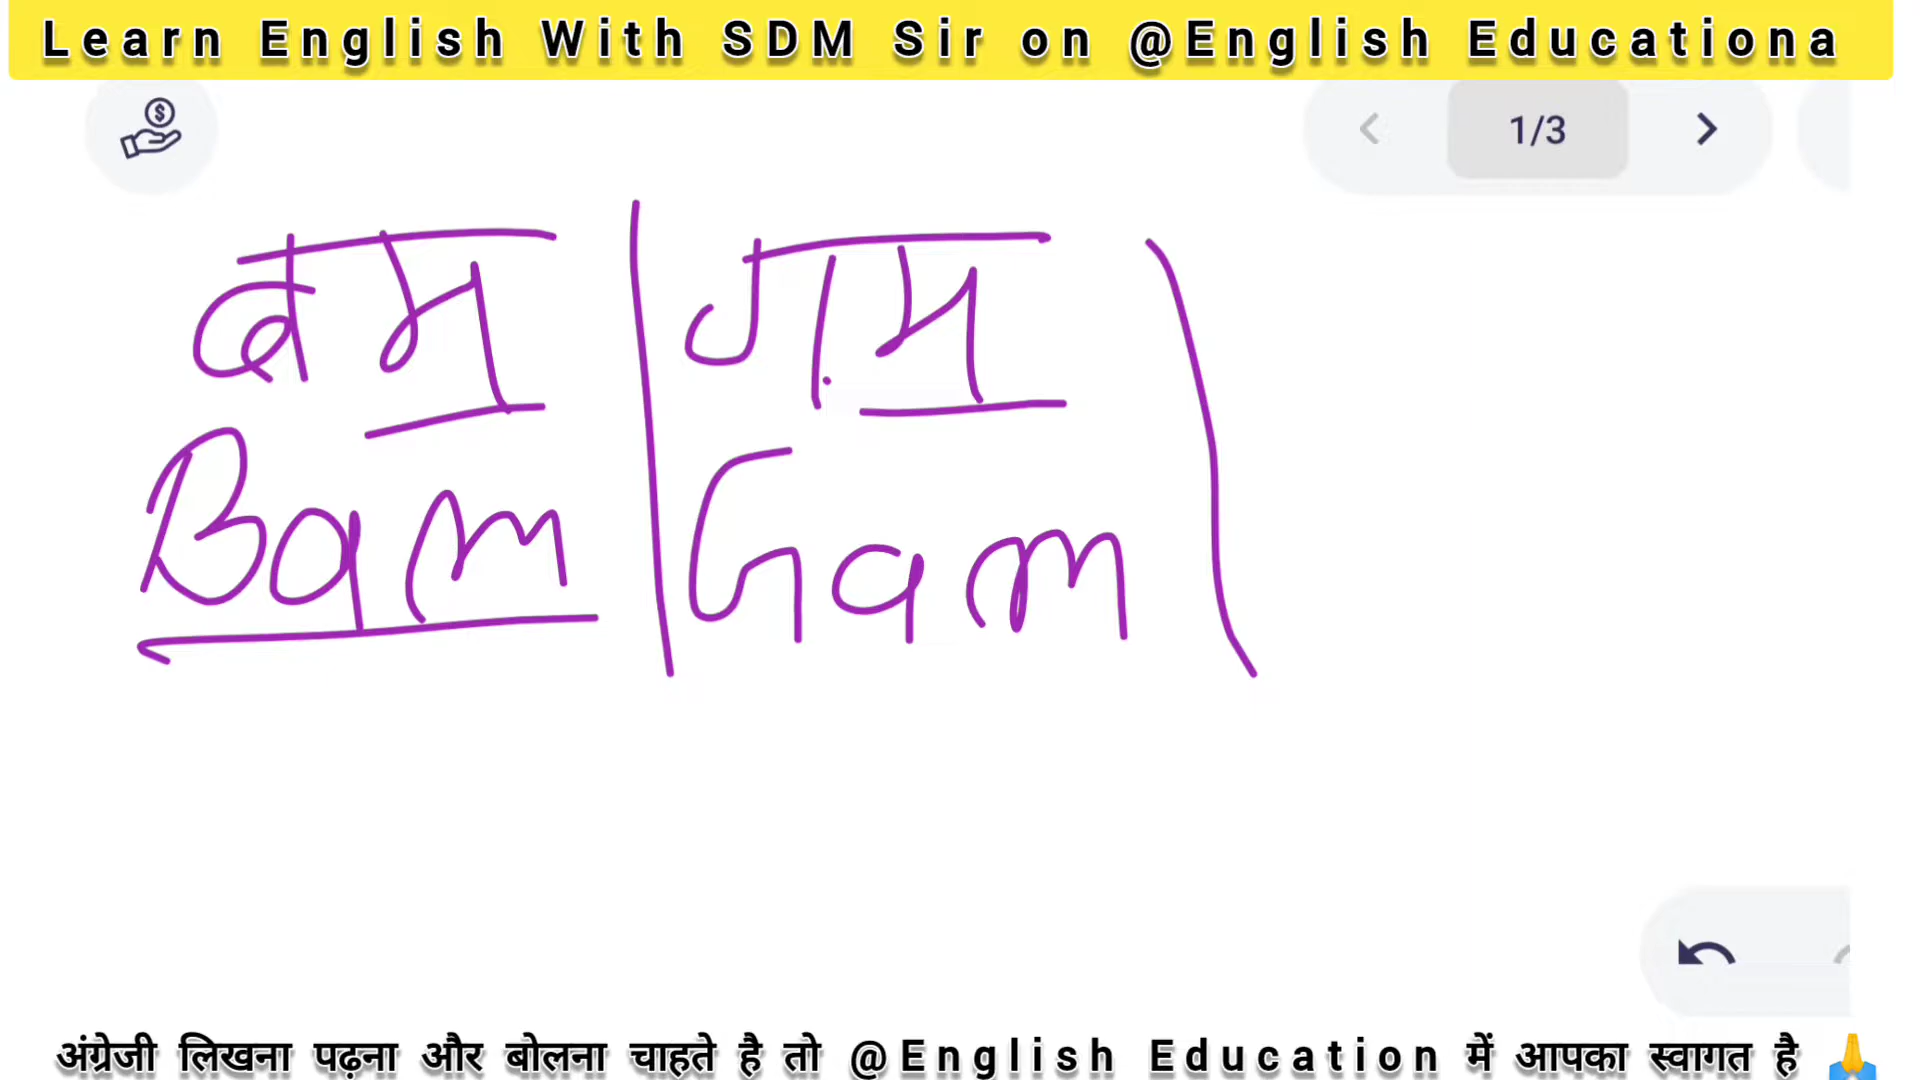 Learn English With SDM Sir on @English Educationa
1/3
बम गम
Bam Gam
अंग्रेजी लिखना पढ़ना और बोलना चाहते है तो @English Education में आपका स्वागत है 🙏